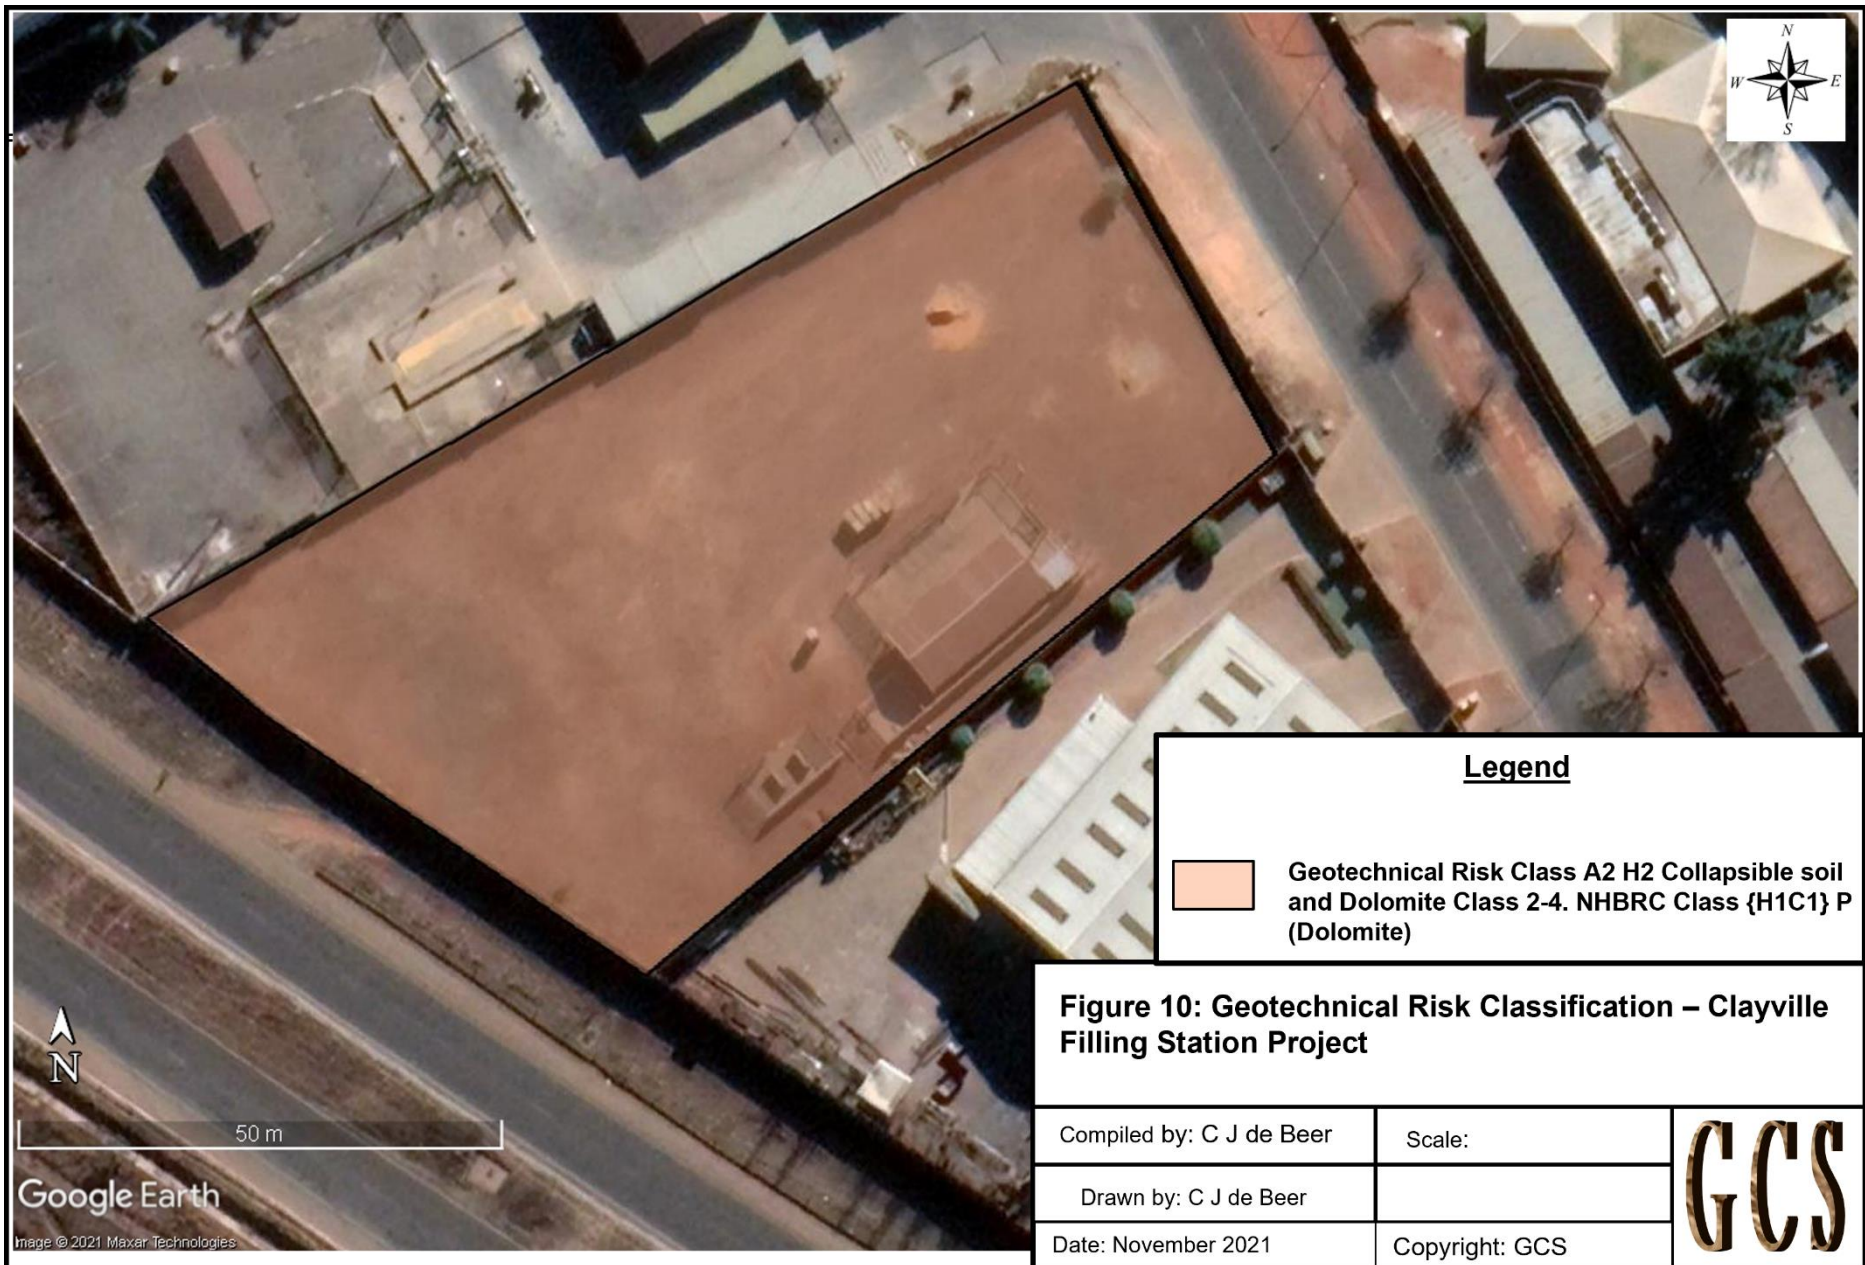 N
W E
S
Legend
Geotechnical Risk Class A2 H2 Collapsible soil
and Dolomite Class 2-4. NHBRC Class {H1C1} P
(Dolomite)
Figure 10: Geotechnical Risk Classification – Clayville
Filling Station Project
Compiled by: C J de Beer
Scale:
Drawn by: C J de Beer
Date: November 2021
Copyright: GCS
GCS
N
50 m
Google Earth
Image © 2021 Maxar Technologies